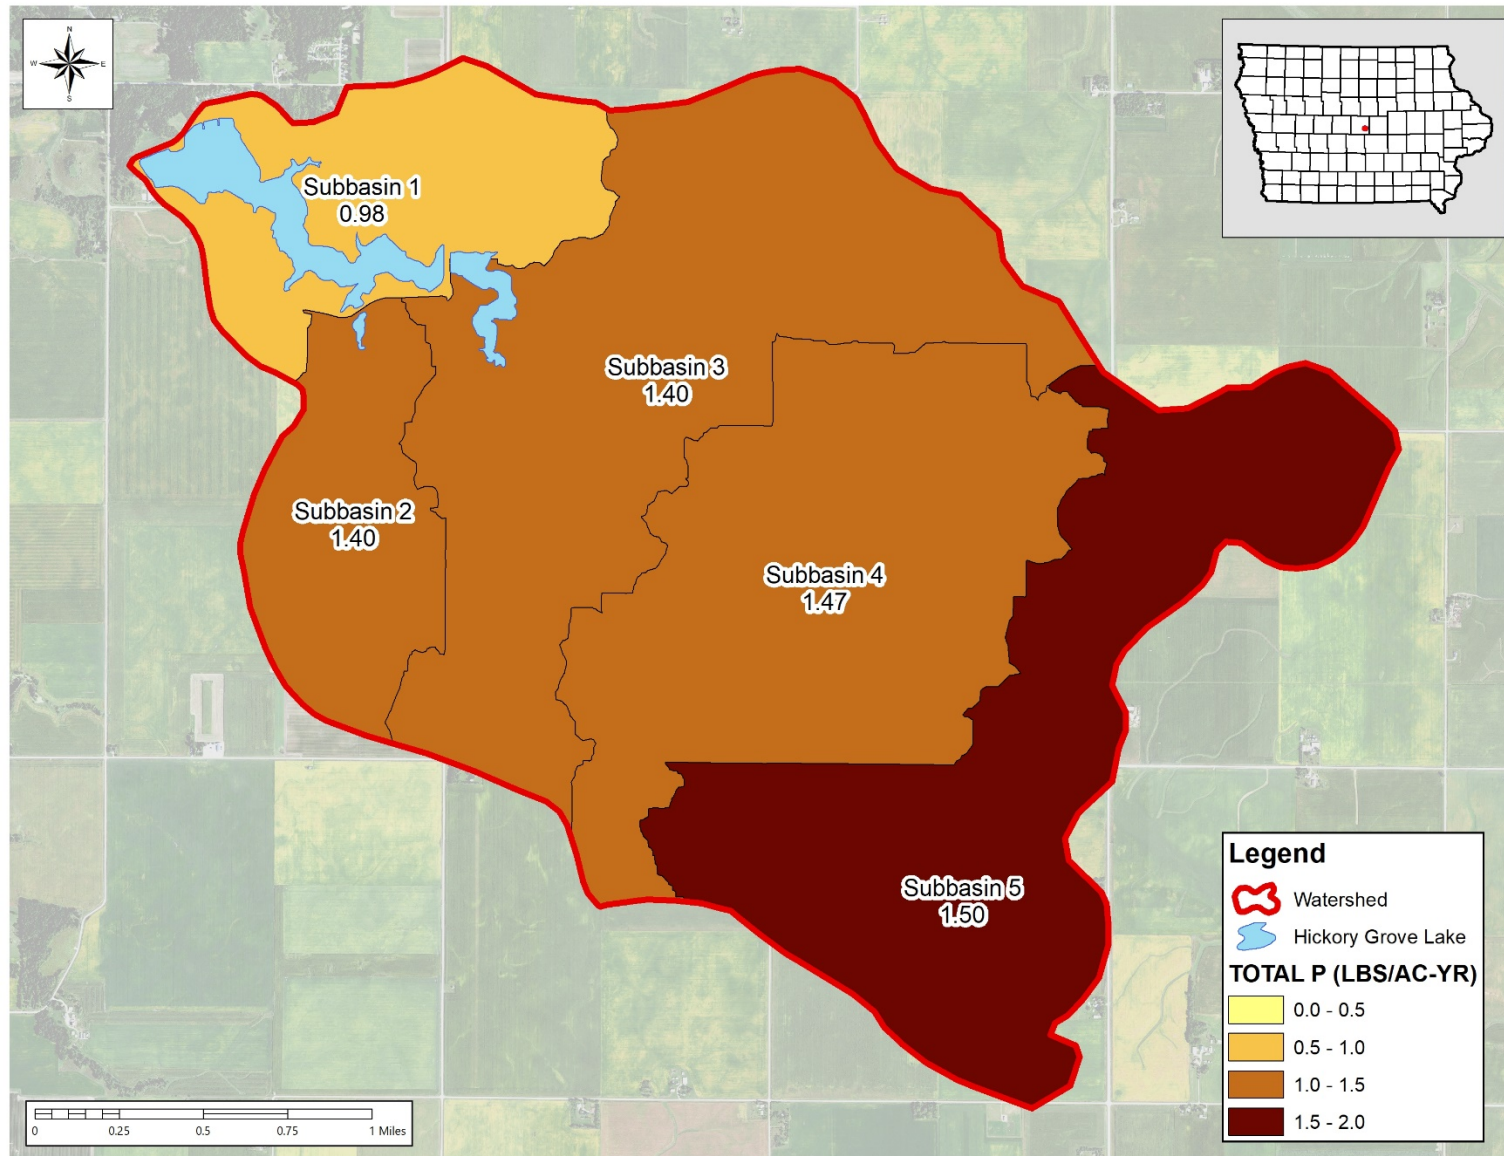 N
W E
S
Subbasin 1
0.98
Subbasin 3
1.40
Subbasin 2
1.40
Subbasin 4
1.47
Subbasin 5
1.50
Legend
Watershed
Hickory Grove Lake
TOTAL P (LBS/AC-YR)
0.0 - 0.5
0.5 - 1.0
1.0 - 1.5
1.5 - 2.0
0 0.25 0.5 0.75 1 Miles